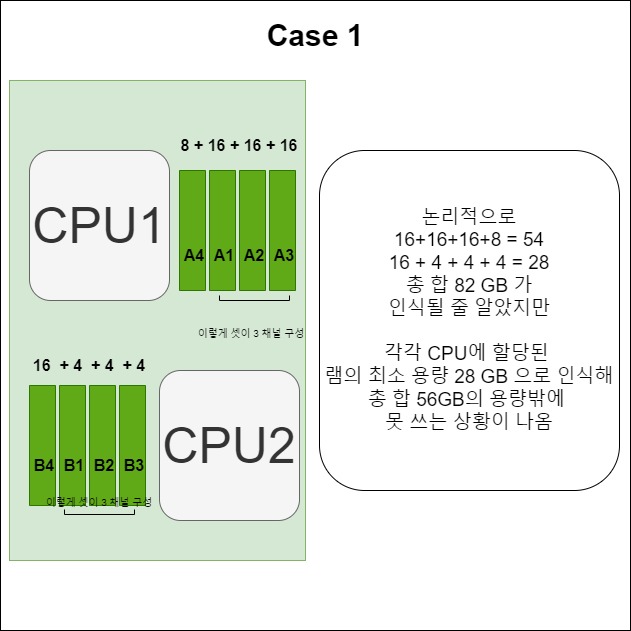 Case 1
8 + 16 + 16 + 16
CPU1
A4 A1 A2 A3
이렇게 셋이 3 채널 구성
16 + 4 + 4 + 4
B4 B1 B2 B3
이렇게 셋이 3 채널 구성
CPU2
논리적으로
16+16+16+8 = 54
16 + 4 + 4 + 4 = 28
총 합 82 GB 가
인식될 줄 알았지만
각각 CPU에 할당된
램의 최소 용량 28 GB 으로 인식해
총 합 56GB의 용량밖에
못 쓰는 상황이 나옴